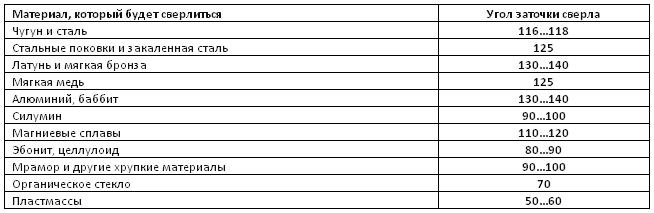 Материал, который будет сверлиться Угол заточки сверла
Чугун и сталь 116...118
Стальные поковки и закаленная сталь 125
Латунь и мягкая бронза 130...140
Мягкая медь 125
Алюминий, баббит 130...140
Силумин 90...100
Магниевые сплавы 110...120
Эбонит, целлулоид 80...90
Мрамор и другие хрупкие материалы 90...100
Органическое стекло 70
Пластмассы 50...60